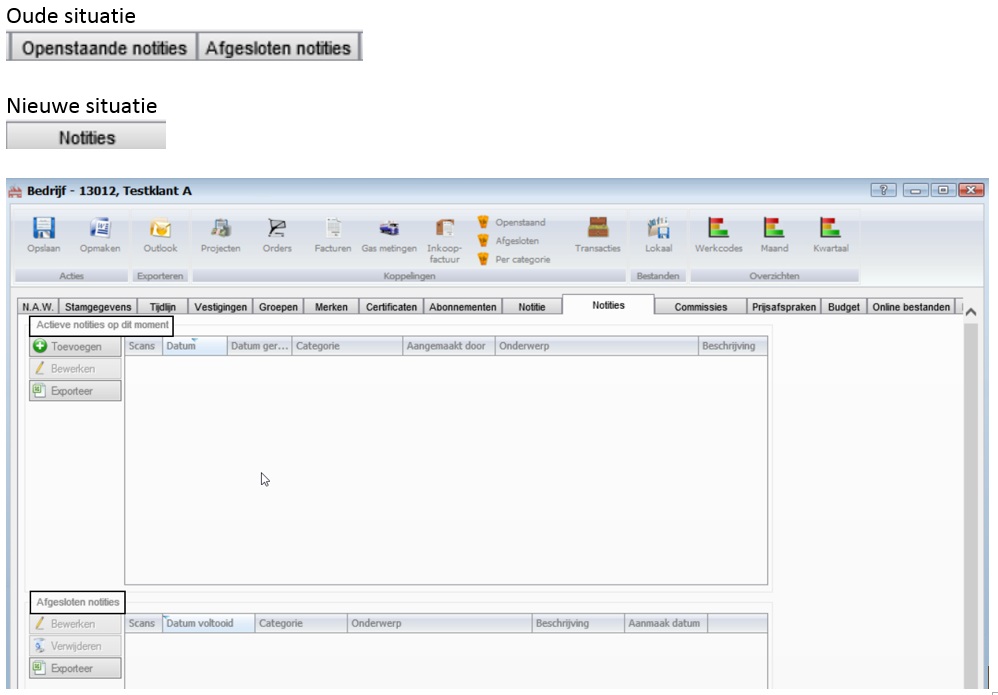 Oude situatie
Openstaande notities Afgesloten notities
Nieuwe situatie
Notities
Bedrijf - 13012, Testklant A
Opslaan Opmaken Outlook Projecten Orders Facturen Gas metingen Inkoop-factuur Openstaand Afgesloten Per categorie Transacties Lokaal Werkcodes Maand Kwartaal
Acties Exporteren Koppelingen Bestanden Overzichten
N.A.W. Stamgegevens Tijdlijn Vestigingen Groepen Merken Certificaten Abonnementen Notitie Notities Commissies Prijsafspraken Budget Online bestanden
Actieve notities op dit moment
Toevoegen Scans Datum Datum ger... Categorie Aangemaakt door Onderwerp Beschrijving
Bewerken
Exporteer
Afgesloten notities
Bewerken Scans Datum voltooid Categorie Onderwerp Beschrijving Aanmaak datum
Verwijderen
Exporteer